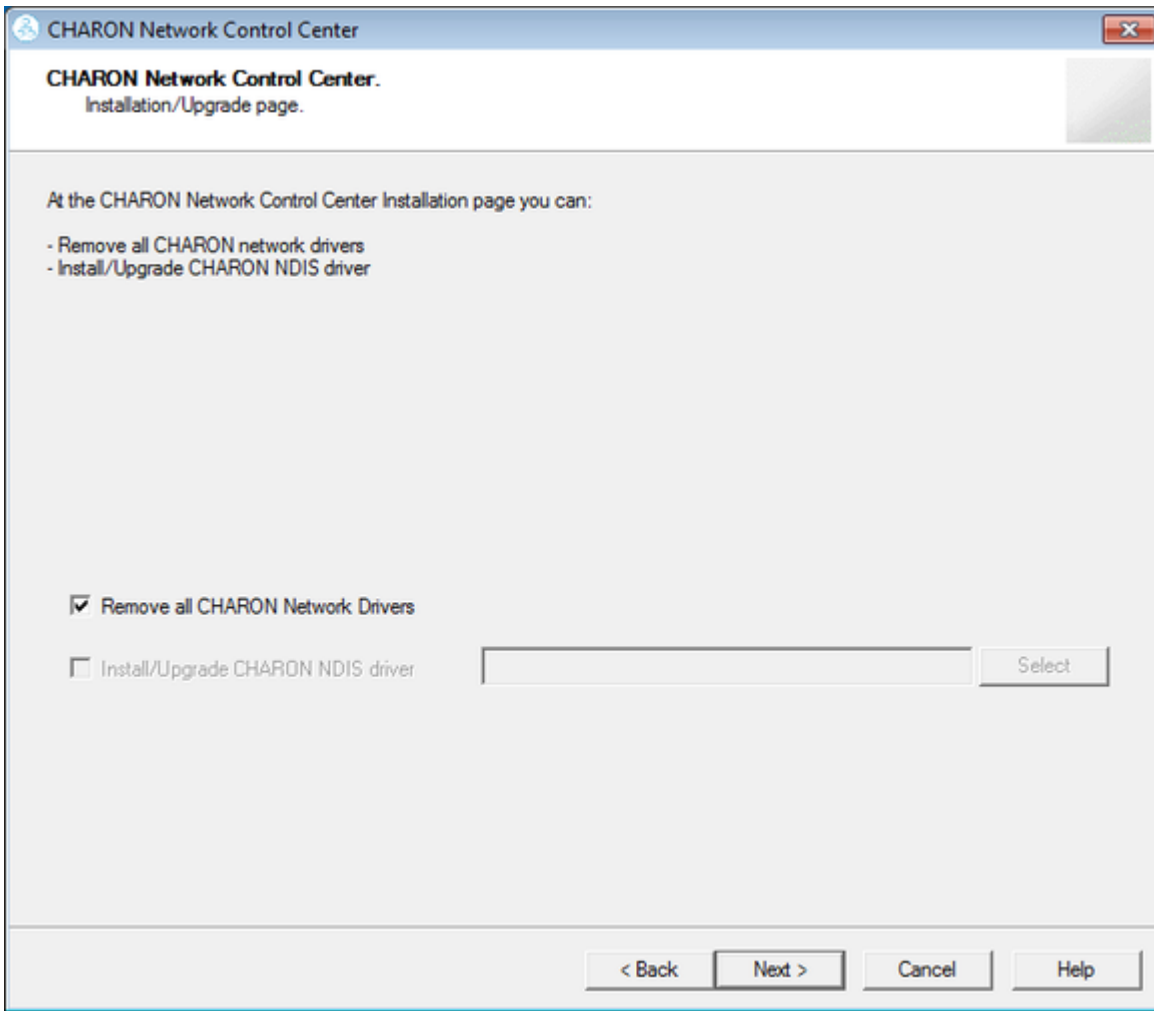 CHARON Network Control Center
CHARON Network Control Center.
Installation/Upgrade page.
At the CHARON Network Control Center Installation page you can:
- Remove all CHARON network drivers
- Install/Upgrade CHARON NDIS driver
Remove all CHARON Network Drivers
Install/Upgrade CHARON NDIS driver Select
< Back Next > Cancel Help